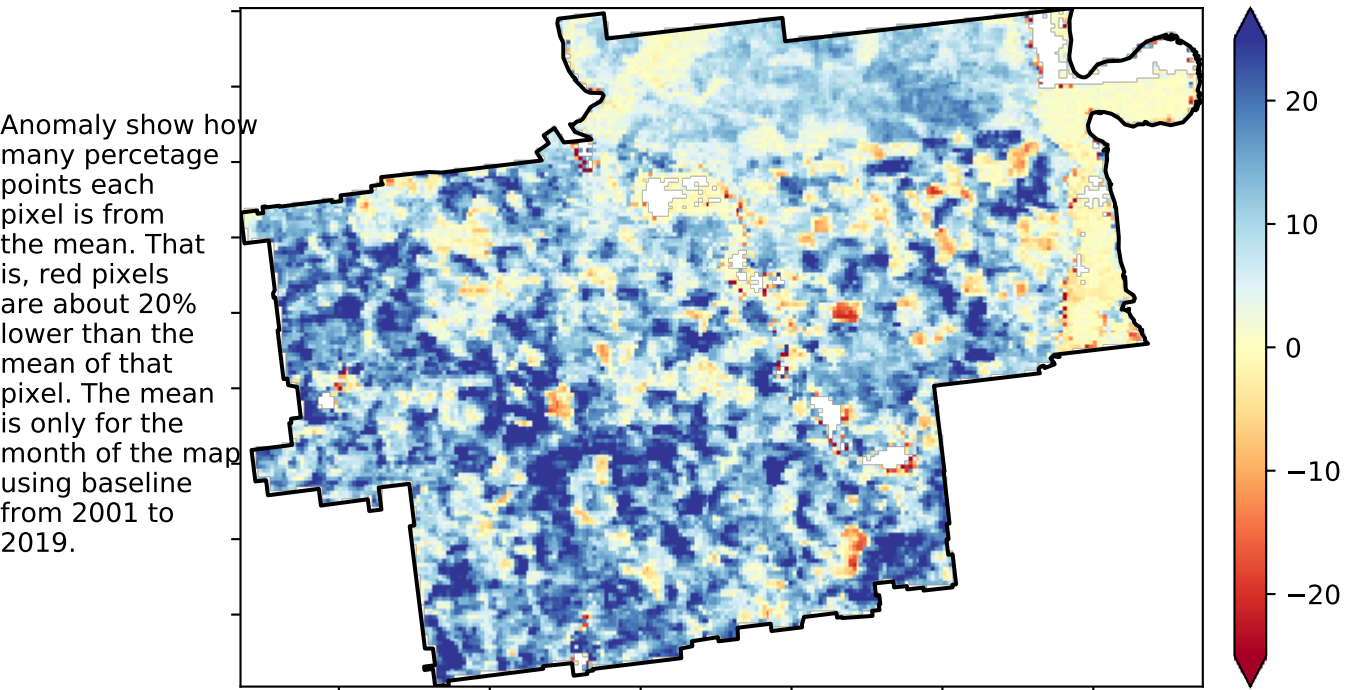 Anomaly show how
many percetage
points each
pixel is from
the mean. That
is, red pixels
are about 20%
lower than the
mean of that
pixel. The mean
is only for the
month of the map
using baseline
from 2001 to
2019.
20
10
0
−10
−20